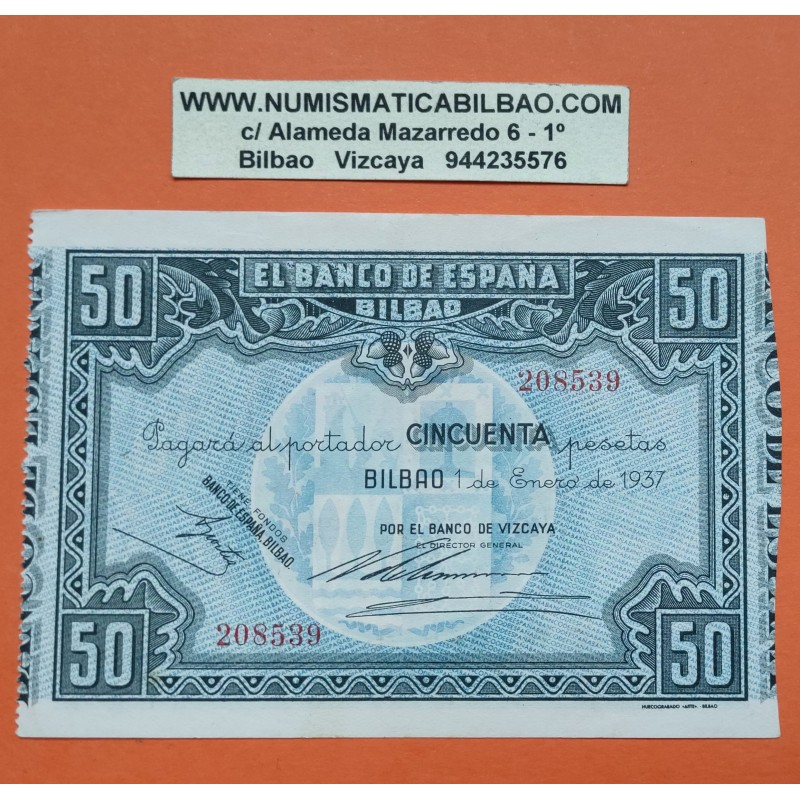 WWW.NUMISMATICABILBAO.COM
c/ Alameda Mazarredo 6 - 1º
Bilbao Vizcaya 944235576
50
EL BANCO DE ESPAÑA
50
BILBAO
208539
Pagará al portador CINCUENTA pesetas
BILBAO 1 de Enero de 1937
TIENE FONDOS
BANCO DE ESPAÑA, BILBAO.
POR EL BANCO DE VIZCAYA
EL DIRECTOR GENERAL
208539
50
50
HUECOGRABADO «ARTE». - BILBAO